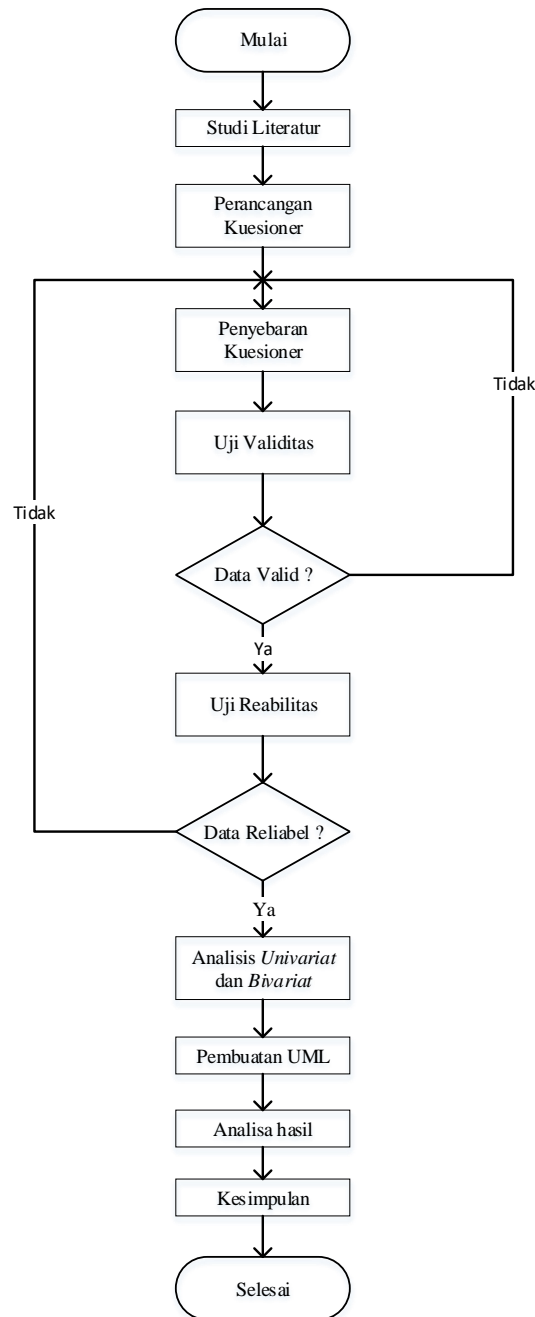 Mulai
Studi Literatur
Perancangan
Kuesioner
Penyebaran
Kuesioner
Tidak
Uji Validitas
Tidak
Data Valid ?
Ya
Uji Reabilitas
Data Reliabel ?
Ya
Analisis Univariat
dan Bivariat
Pembuatan UML
Analisa hasil
Kesimpulan
Selesai